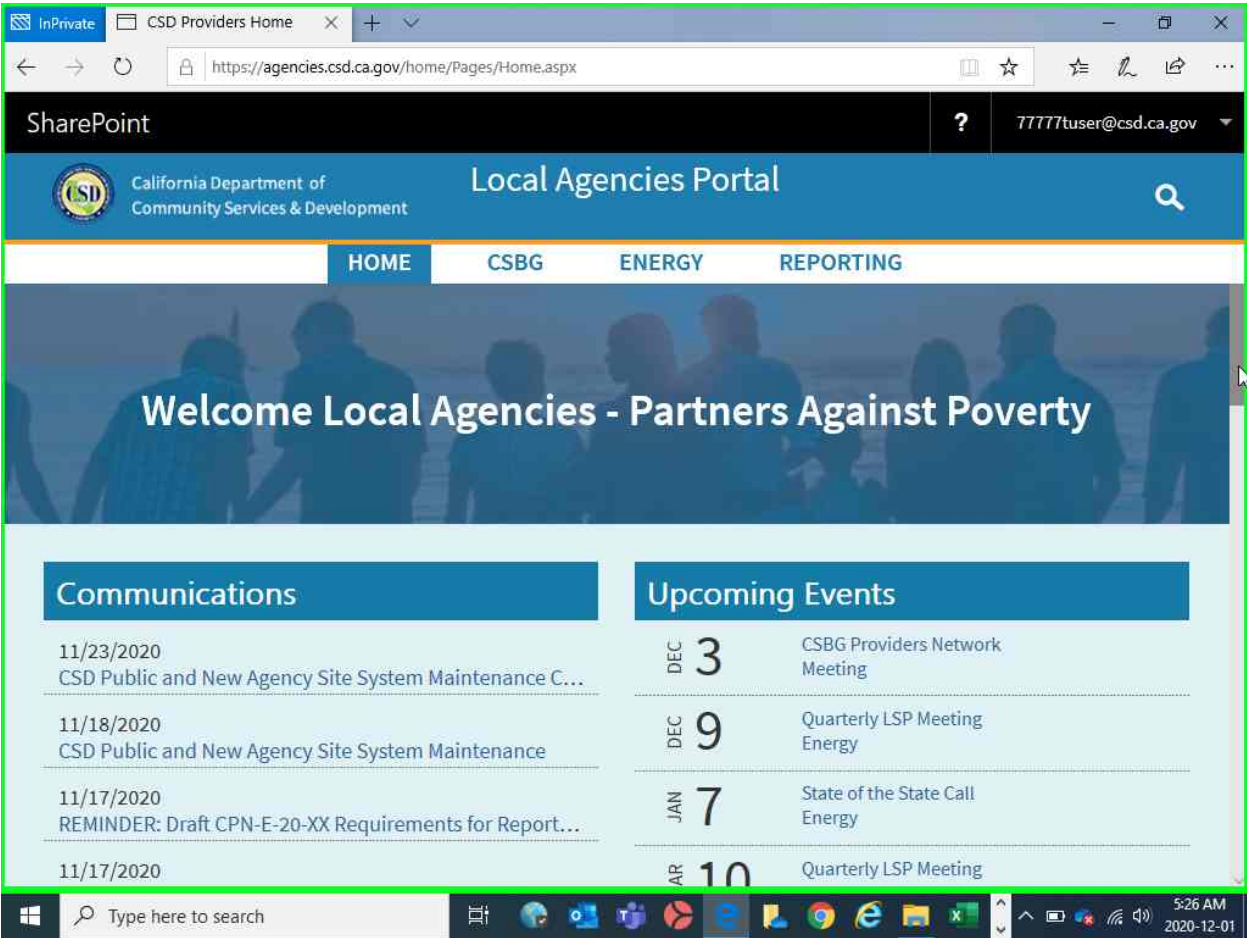 InPrivate
CSD Providers Home
https://agencies.csd.ca.gov/home/Pages/Home.aspx
SharePoint
?
77777tuser@csd.ca.gov
CSD
California Department of
Community Services & Development
Local Agencies Portal
HOME CSBG ENERGY REPORTING
Welcome Local Agencies - Partners Against Poverty
Communications
11/23/2020
CSD Public and New Agency Site System Maintenance C...
11/18/2020
CSD Public and New Agency Site System Maintenance
11/17/2020
REMINDER: Draft CPN-E-20-XX Requirements for Report...
11/17/2020
Upcoming Events
DEC 3
CSBG Providers Network
Meeting
DEC 9
Quarterly LSP Meeting
Energy
JAN 7
State of the State Call
Energy
AR 10
Quarterly LSP Meeting
Type here to search
5:26 AM
2020-12-01